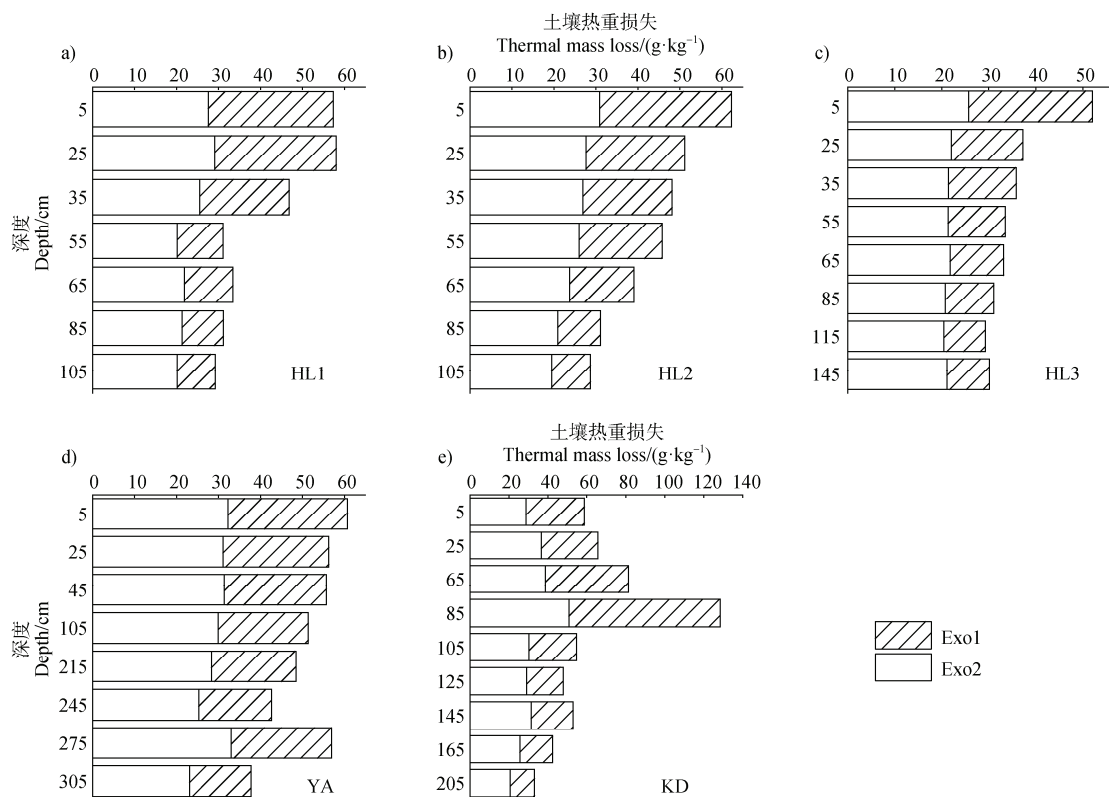 土壤热重损失
Thermal mass loss/(g·kg⁻¹)
a)
0 10 20 30 40 50 60
5
25
35
55
65
85
105
深度
Depth/cm
HL1
b)
0 10 20 30 40 50 60
5
25
35
55
65
85
105
HL2
c)
0 10 20 30 40 50
5
25
35
55
65
85
115
145
HL3
d)
0 10 20 30 40 50 60
5
25
45
105
215
245
275
305
深度
Depth/cm
YA
土壤热重损失
Thermal mass loss/(g·kg⁻¹)
e)
0 20 40 60 80 100 120 140
5
25
65
85
105
125
145
165
205
KD
Exo1
Exo2